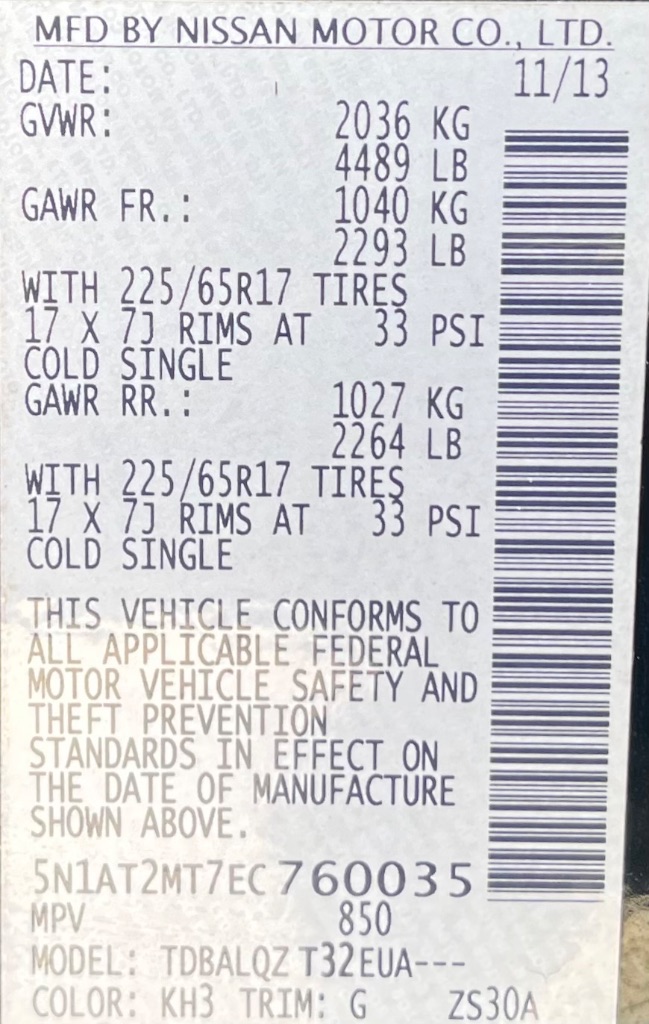 MFD BY NISSAN MOTOR CO., LTD.
DATE: 11/13
GVWR: 2036 KG
4489 LB
GAWR FR.: 1040 KG
2293 LB
WITH 225/65R17 TIRES
17 X 7J RIMS AT 33 PSI
COLD SINGLE
GAWR RR.: 1027 KG
2264 LB
WITH 225/65R17 TIRES
17 X 7J RIMS AT 33 PSI
COLD SINGLE
THIS VEHICLE CONFORMS TO
ALL APPLICABLE FEDERAL
MOTOR VEHICLE SAFETY AND
THEFT PREVENTION
STANDARDS IN EFFECT ON
THE DATE OF MANUFACTURE
SHOWN ABOVE.
5N1AT2MT7EC760035
MPV 850
MODEL: TDBALQZ T32EUA---
COLOR: KH3 TRIM: G ZS30A